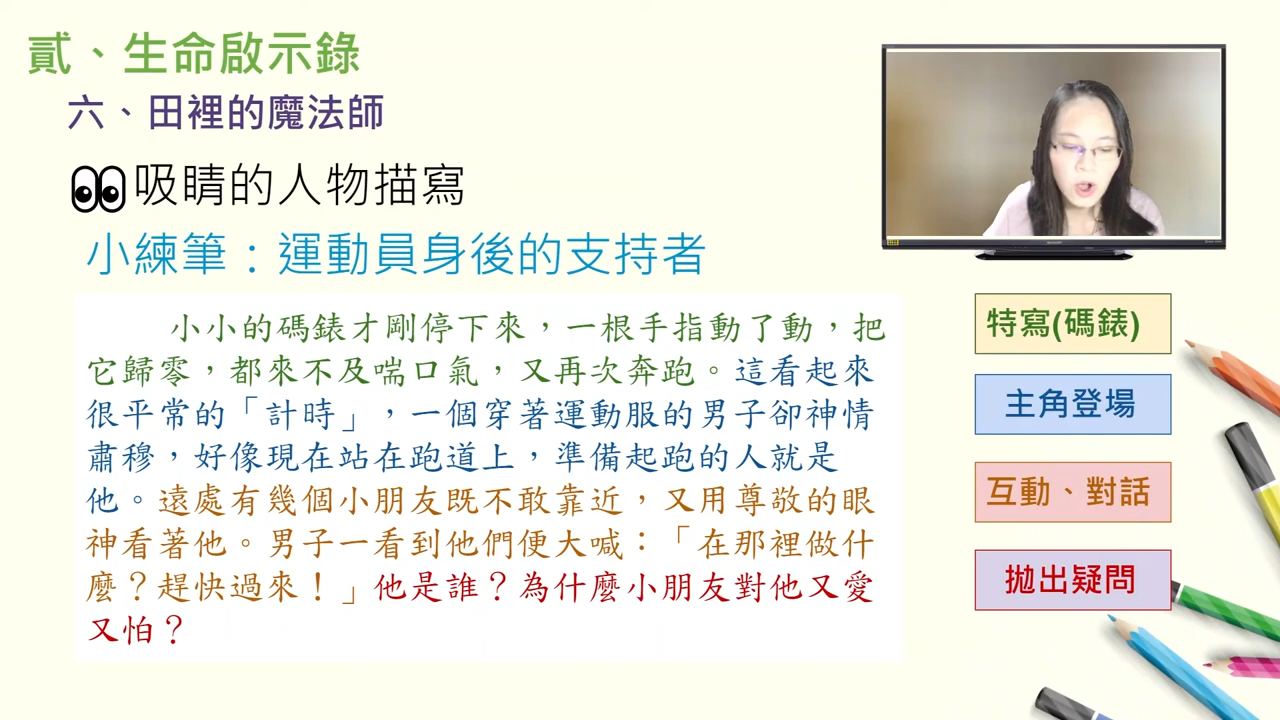 貳、生命啟示錄
六、田裡的魔法師
吸睛的人物描寫
小練筆：運動員身後的支持者
小小的碼錶才剛停下來，一根手指動了動，把
它歸零，都來不及喘口氣，又再次奔跑。這看起來
很平常的「計時」，一個穿著運動服的男子卻神情
肅穆，好像現在站在跑道上，準備起跑的人就是
他。遠處有幾個小朋友既不敢靠近，又用尊敬的眼
神看著他。男子一看到他們便大喊：「在那裡做什
麼？趕快過來！」他是誰？為什麼小朋友對他又愛
又怕？
特寫(碼錶)
主角登場
互動、對話
拋出疑問